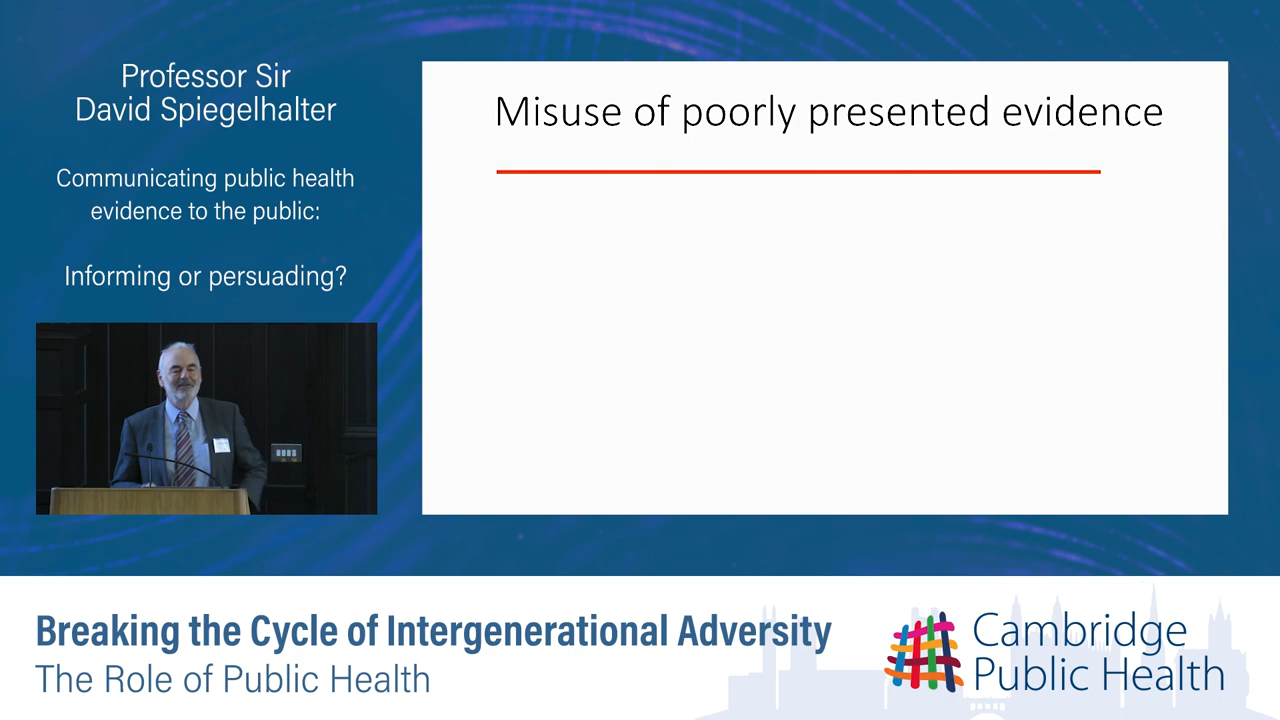 Professor Sir
David Spiegelhalter
Communicating public health
evidence to the public:
Informing or persuading?
Misuse of poorly presented evidence
Breaking the Cycle of Intergenerational Adversity
The Role of Public Health
Cambridge
Public Health